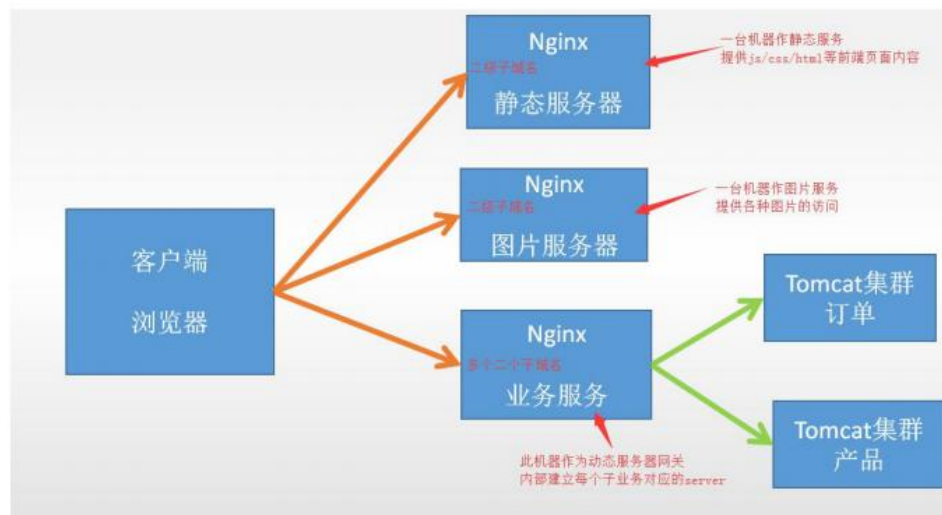 Nginx
二级子域名
静态服务器
一台机器作静态服务
提供js/css/html等前端页面内容
Nginx
二级子域名
图片服务器
一台机器作图片服务
提供各种图片的访问
客户端
浏览器
Nginx
多个二个子域名
业务服务
Tomcat集群
订单
Tomcat集群
产品
此机器作为动态服务器网关
内部建立每个子业务对应的server